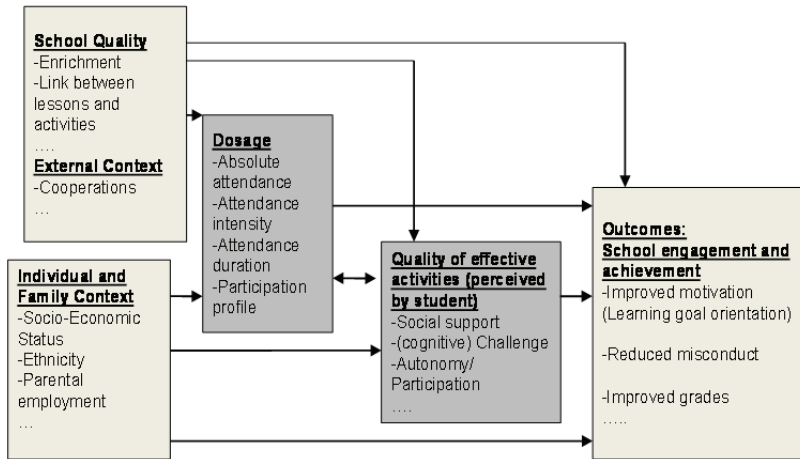 School Quality
-Enrichment
-Link between
lessons and
activities
....
External Context
-Cooperations
...
Individual and
Family Context
-Socio-Economic
Status
-Ethnicity
-Parental
employment
...
Dosage
-Absolute
attendance
-Attendance
intensity
-Attendance
duration
-Participation
profile
Quality of effective
activities (perceived
by student)
-Social support
-(cognitive) Challenge
-Autonomy/
Participation
....
Outcomes:
School engagement and
achievement
-Improved motivation
(Learning goal orientation)
-Reduced misconduct
-Improved grades
.....